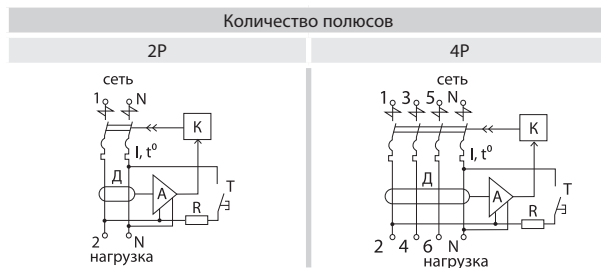 Количество полюсов
2P
4P
сеть
1 N
К
I, t⁰
Д
А
T
R
2 N
нагрузка
сеть
1 3 5 N
К
I, t⁰
Д
А
T
R
2 4 6 N
нагрузка